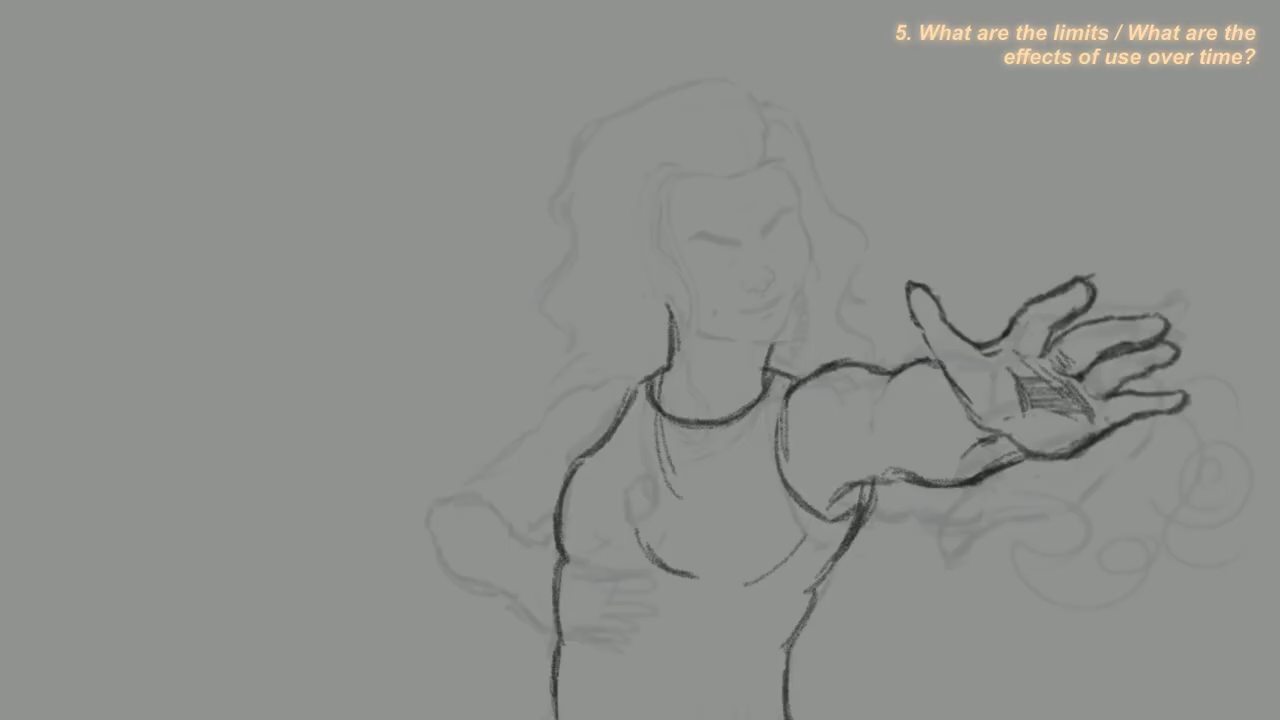 5. What are the limits / What are the
effects of use over time?